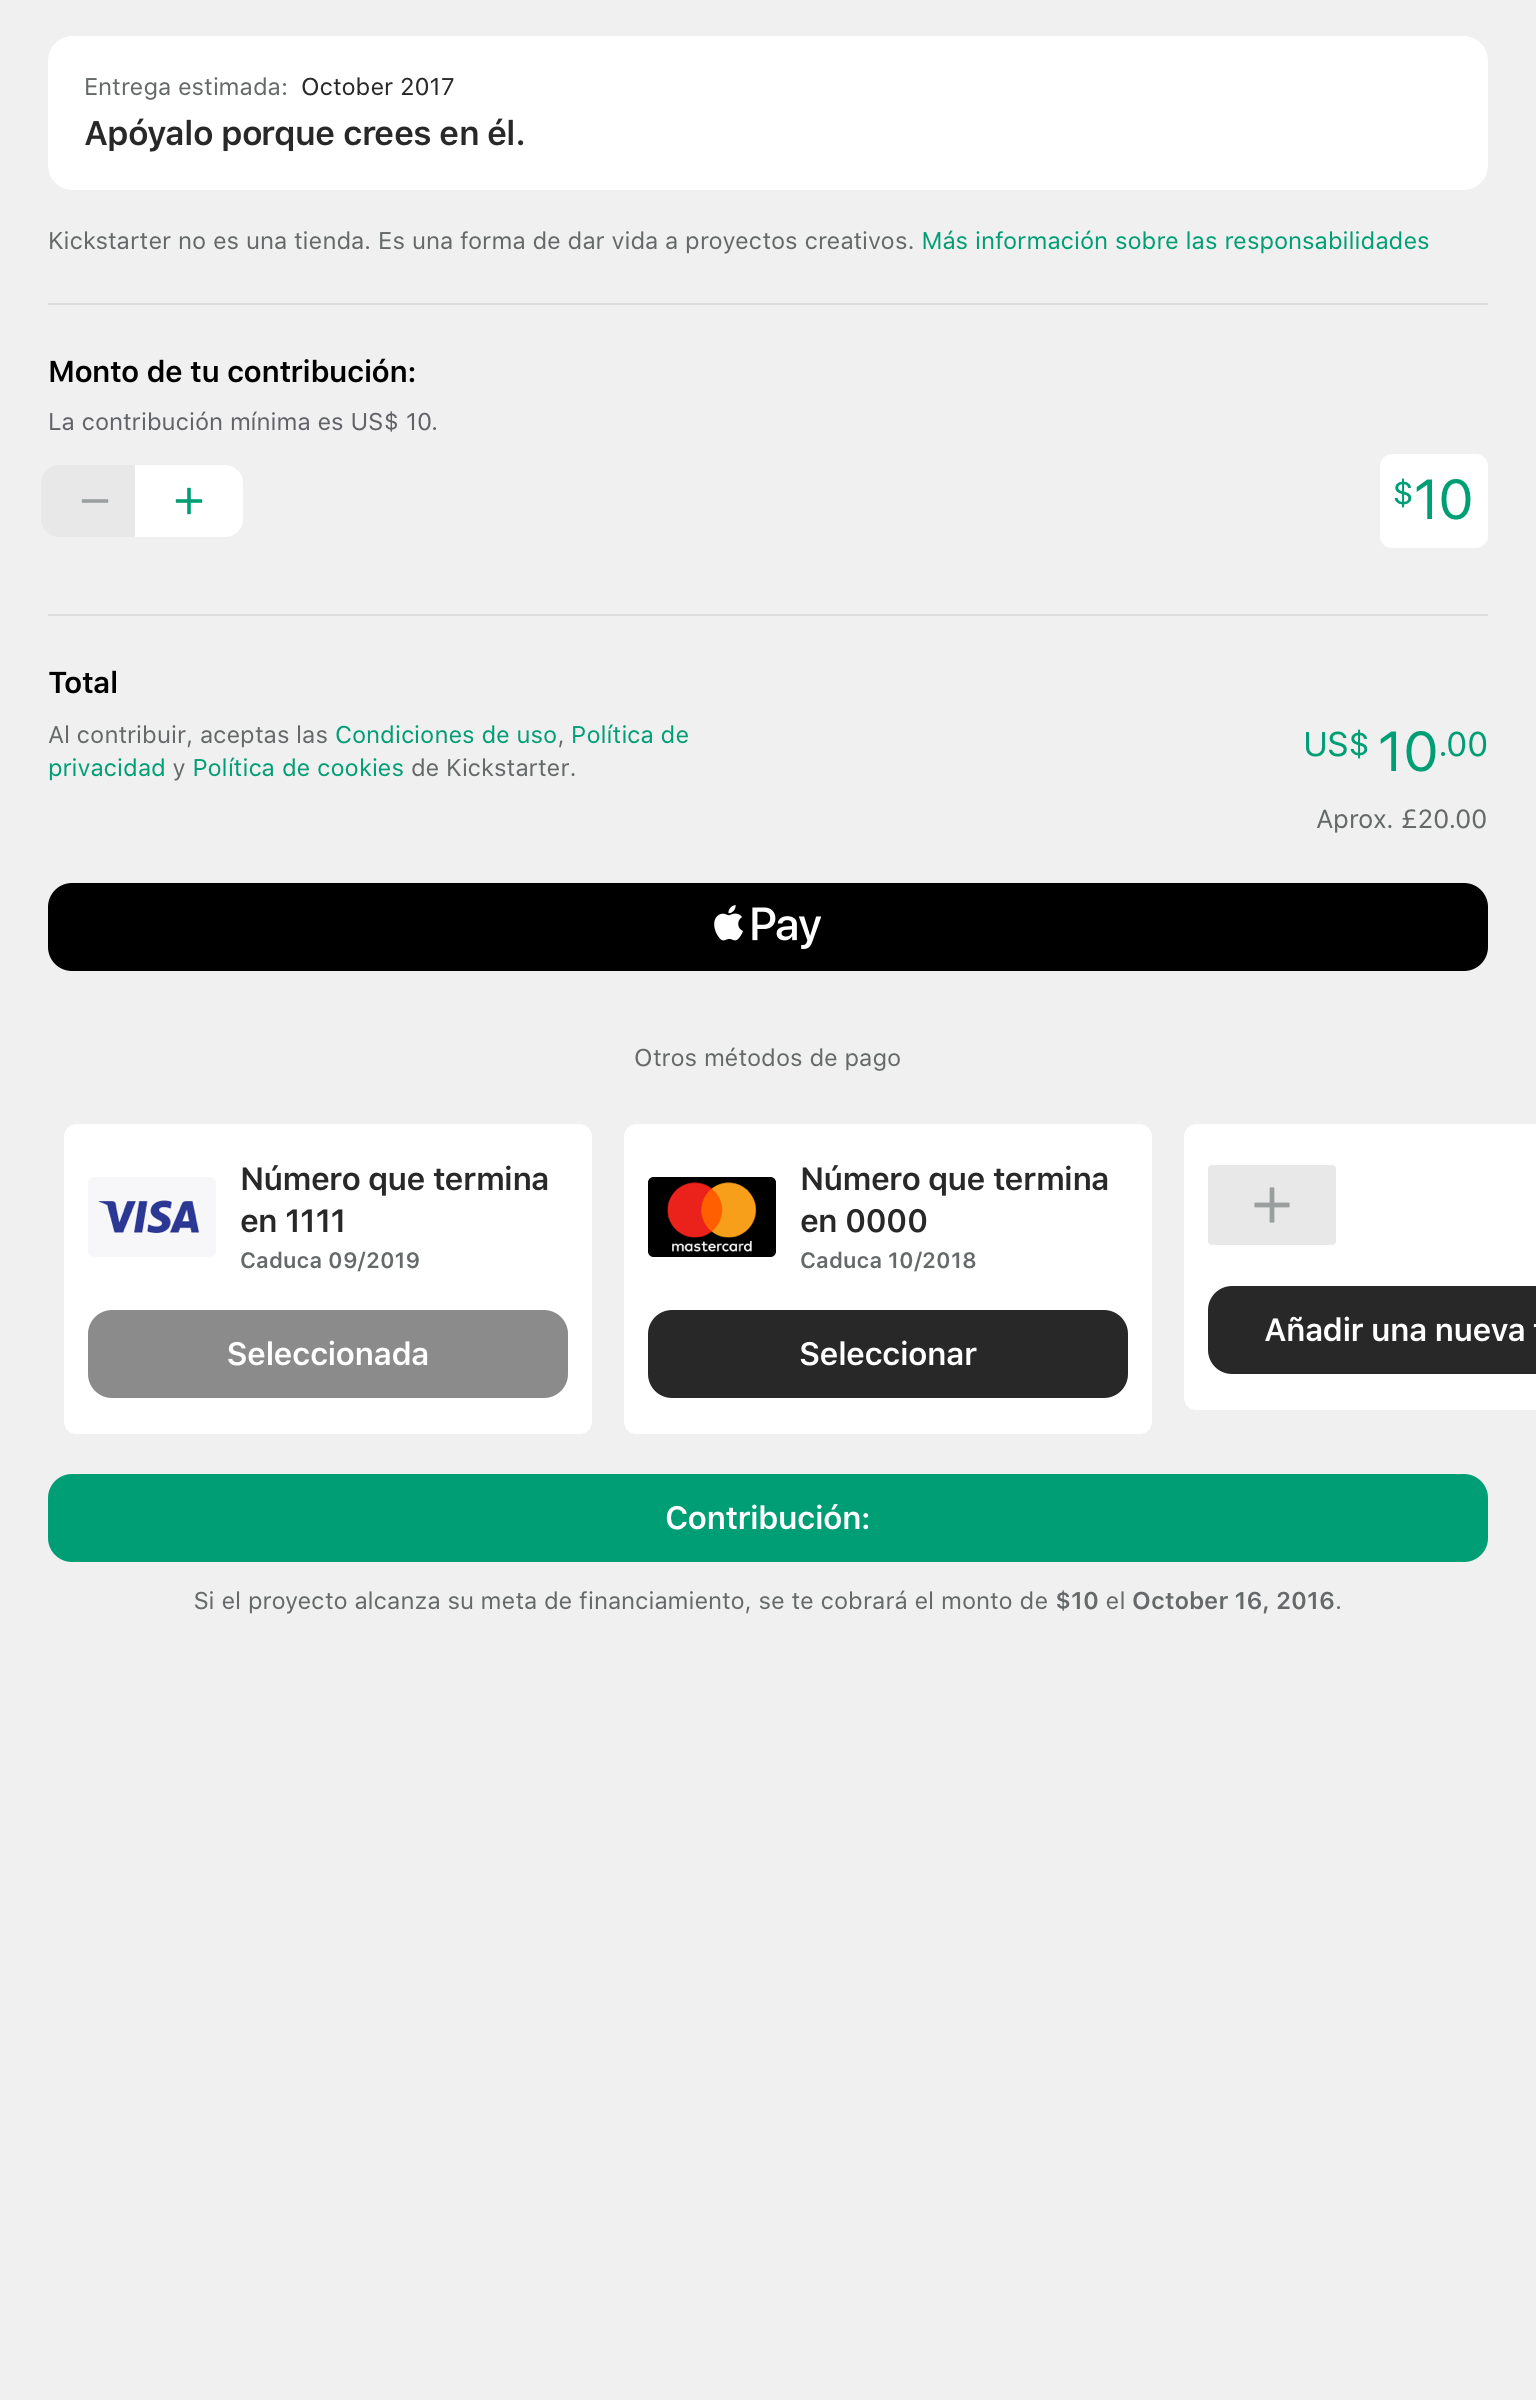 Entrega estimada: October 2017
Apóyalo porque crees en él.
Kickstarter no es una tienda. Es una forma de dar vida a proyectos creativos. Más información sobre las responsabilidades
Monto de tu contribución:
La contribución mínima es US$ 10.
$10
Total
Al contribuir, aceptas las Condiciones de uso, Política de
privacidad y Política de cookies de Kickstarter.
US$ 10.00
Aprox. £20.00
Pay
Otros métodos de pago
VISA
Número que termina
en 1111
Caduca 09/2019
Seleccionada
mastercard
Número que termina
en 0000
Caduca 10/2018
Seleccionar
Añadir una nueva
Contribución:
Si el proyecto alcanza su meta de financiamiento, se te cobrará el monto de $10 el October 16, 2016.